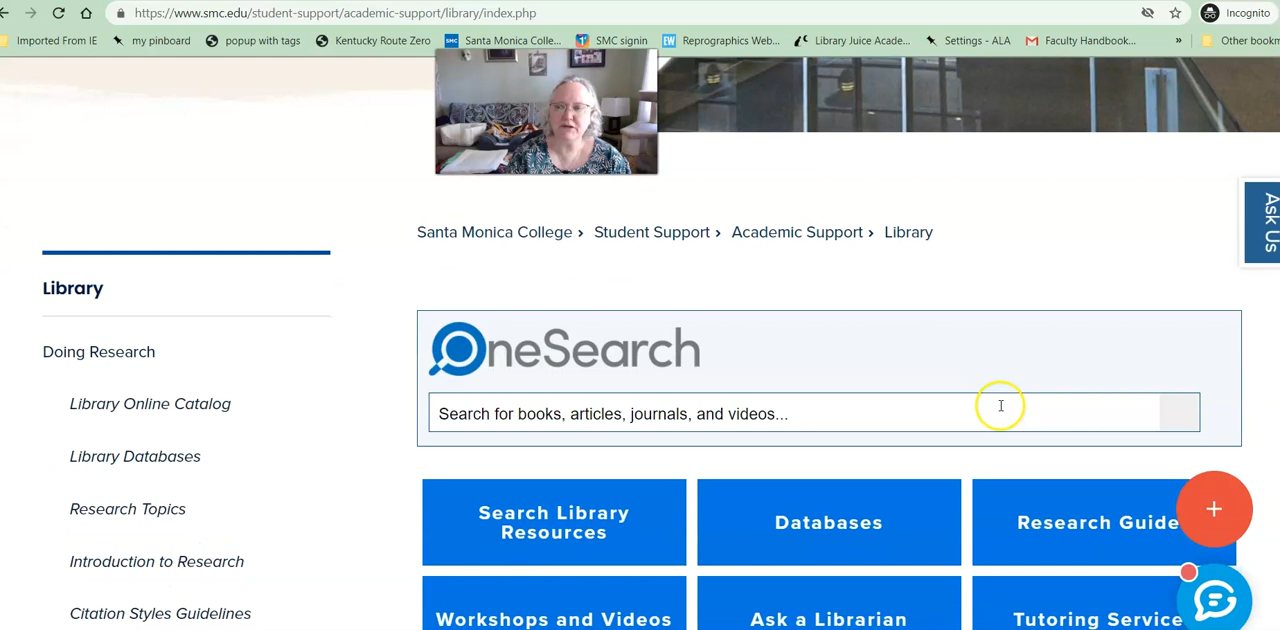 https://www.smc.edu/student-support/academic-support/library/index.php
Incognito
Imported From IE
my pinboard
popup with tags
Kentucky Route Zero
SMC
Santa Monica Colle...
SMC signin
EW
Reprographics Web...
Library Juice Acade...
Settings - ALA
Faculty Handbook...
»
Other bookm
Santa Monica College › Student Support › Academic Support › Library
Ask Us
Library
Doing Research
Library Online Catalog
Library Databases
Research Topics
Introduction to Research
Citation Styles Guidelines
OneSearch
Search for books, articles, journals, and videos...
Search Library
Resources
Databases
Research Guide
+
Workshops and Videos
Ask a Librarian
Tutoring Service